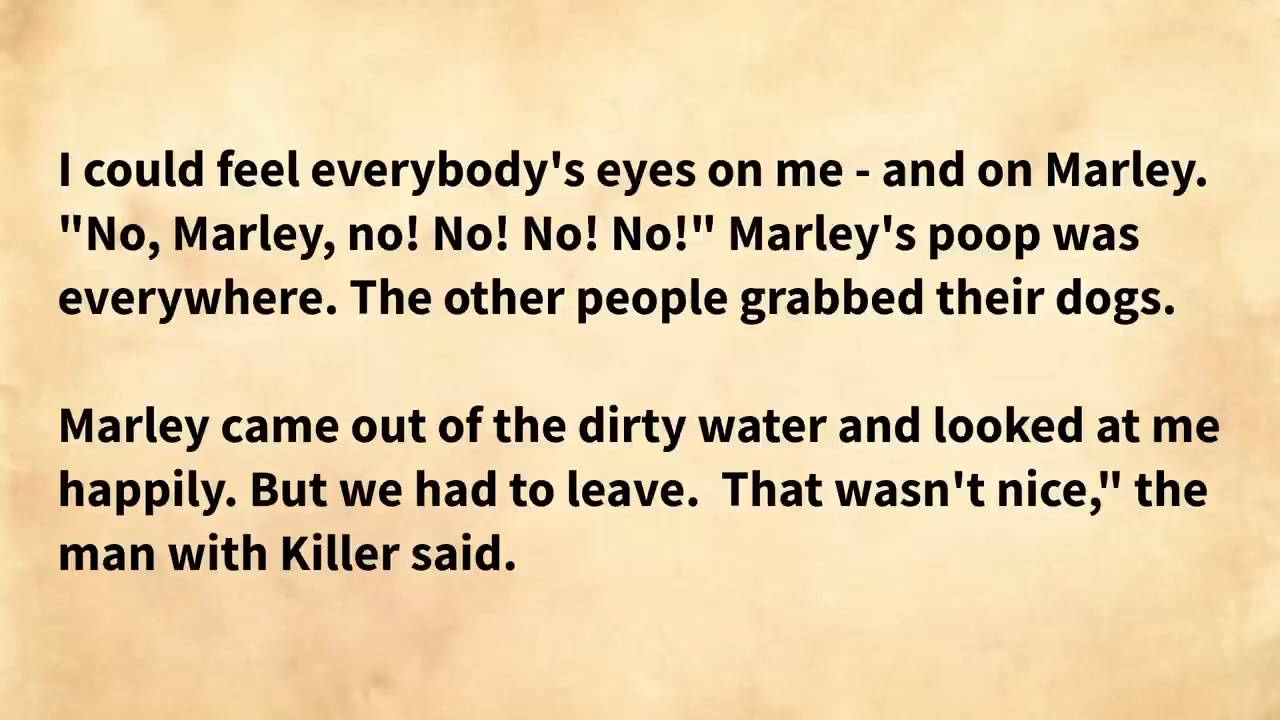 I could feel everybody's eyes on me - and on Marley.
"No, Marley, no! No! No! No!" Marley's poop was
everywhere. The other people grabbed their dogs.
Marley came out of the dirty water and looked at me
happily. But we had to leave.  That wasn't nice," the
man with Killer said.